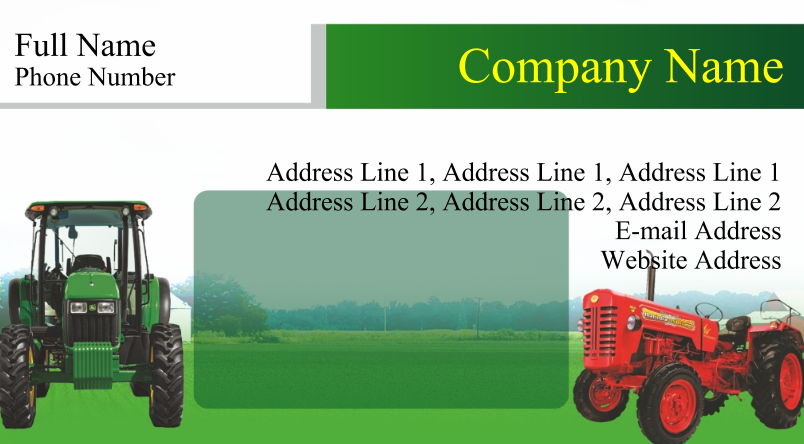 Full Name
Phone Number
Company Name
Address Line 1, Address Line 1, Address Line 1
Address Line 2, Address Line 2, Address Line 2
E-mail Address
Website Address